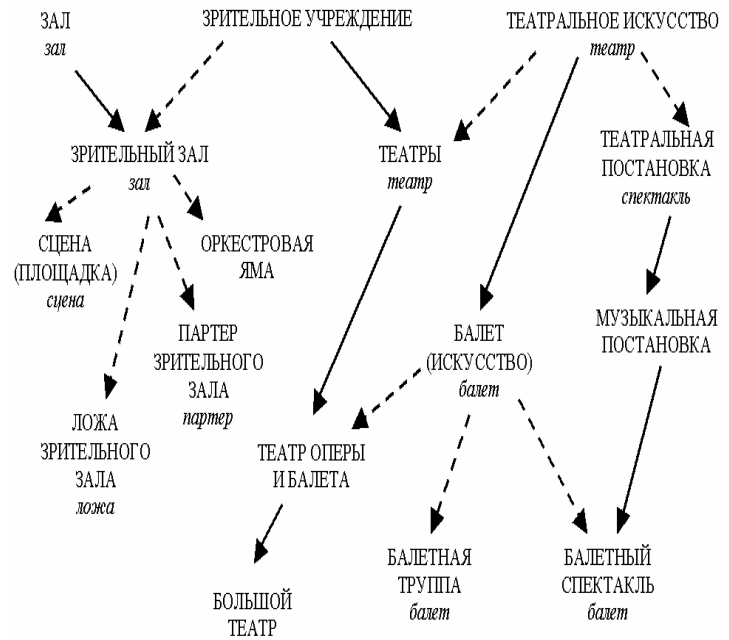 ЗАЛ
зал
ЗРИТЕЛЬНОЕ УЧРЕЖДЕНИЕ
ТЕАТРАЛЬНОЕ ИСКУССТВО
театр
ЗРИТЕЛЬНЫЙ ЗАЛ
зал
ТЕАТРЫ
театр
ТЕАТРАЛЬНАЯ
ПОСТАНОВКА
спектакль
СЦЕНА
(ПЛОЩАДКА)
сцена
ОРКЕСТРОВАЯ
ЯМА
ПАРТЕР
ЗРИТЕЛЬНОГО
ЗАЛА
партер
БАЛЕТ
(ИСКУССТВО)
балет
МУЗЫКАЛЬНАЯ
ПОСТАНОВКА
ЛОЖА
ЗРИТЕЛЬНОГО
ЗАЛА
ложа
ТЕАТР ОПЕРЫ
И БАЛЕТА
БОЛЬШОЙ
ТЕАТР
БАЛЕТНАЯ
ТРУППА
балет
БАЛЕТНЫЙ
СПЕКТАКЛЬ
балет